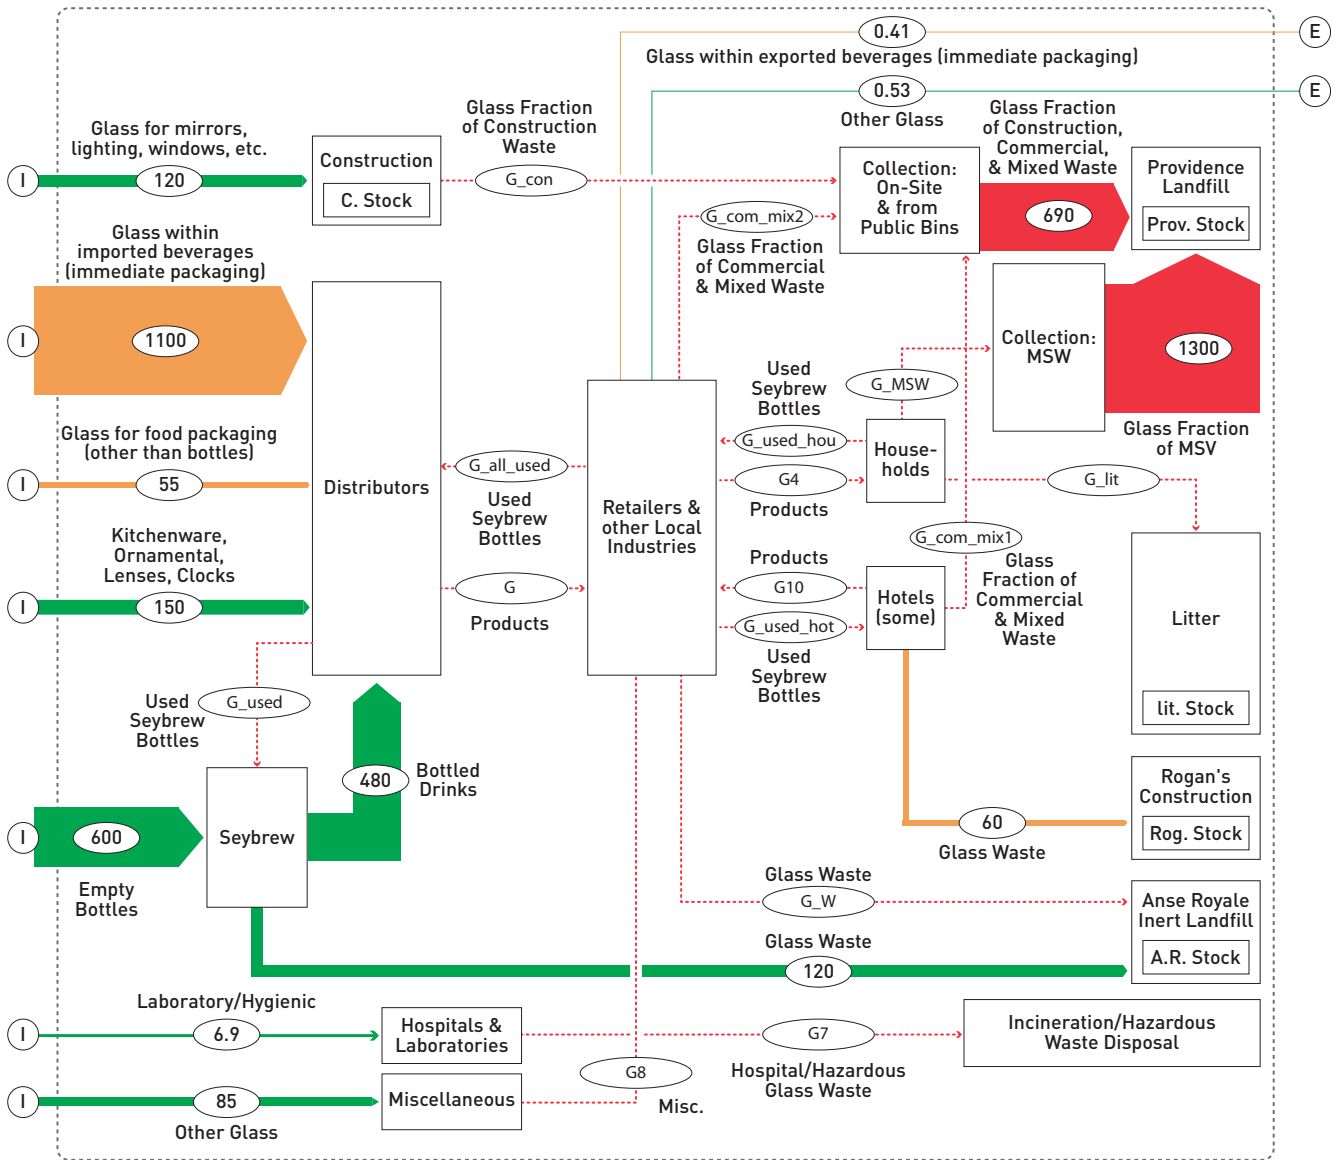 0.41
E
Glass within exported beverages (immediate packaging)
0.53
E
Other Glass
Glass for mirrors,
lighting, windows, etc.
I
120
Construction
C. Stock
Glass Fraction
of Construction
Waste
G_con
Collection:
On-Site
& from
Public Bins
Glass Fraction
of Construction,
Commercial,
& Mixed Waste
690
Providence
Landfill
Prov. Stock
G_com_mix2
Glass Fraction
of Commercial
& Mixed Waste
Glass within
imported beverages
(immediate packaging)
I
1100
Collection:
MSW
1300
Glass Fraction
of MSV
G_MSW
Used
Seybrew
Bottles
G_used_hou
House-
holds
G4
Products
G_lit
Glass for food packaging
(other than bottles)
I
55
Distributors
G_all_used
Used
Seybrew
Bottles
Retailers &
other Local
Industries
Kitchenware,
Ornamental,
Lenses, Clocks
I
150
G
Products
Products
G10
Hotels
(some)
G_used_hot
Used
Seybrew
Bottles
G_com_mix1
Glass
Fraction of
Commercial
& Mixed
Waste
Litter
lit. Stock
Used
Seybrew
Bottles
G_used
480
Bottled
Drinks
I
600
Empty
Bottles
Seybrew
60
Glass Waste
Rogan's
Construction
Rog. Stock
Glass Waste
G_W
Glass Waste
120
Anse Royale
Inert Landfill
A.R. Stock
Laboratory/Hygienic
I
6.9
Hospitals &
Laboratories
G7
Hospital/Hazardous
Glass Waste
Incineration/Hazardous
Waste Disposal
G8
Misc.
I
85
Other Glass
Miscellaneous